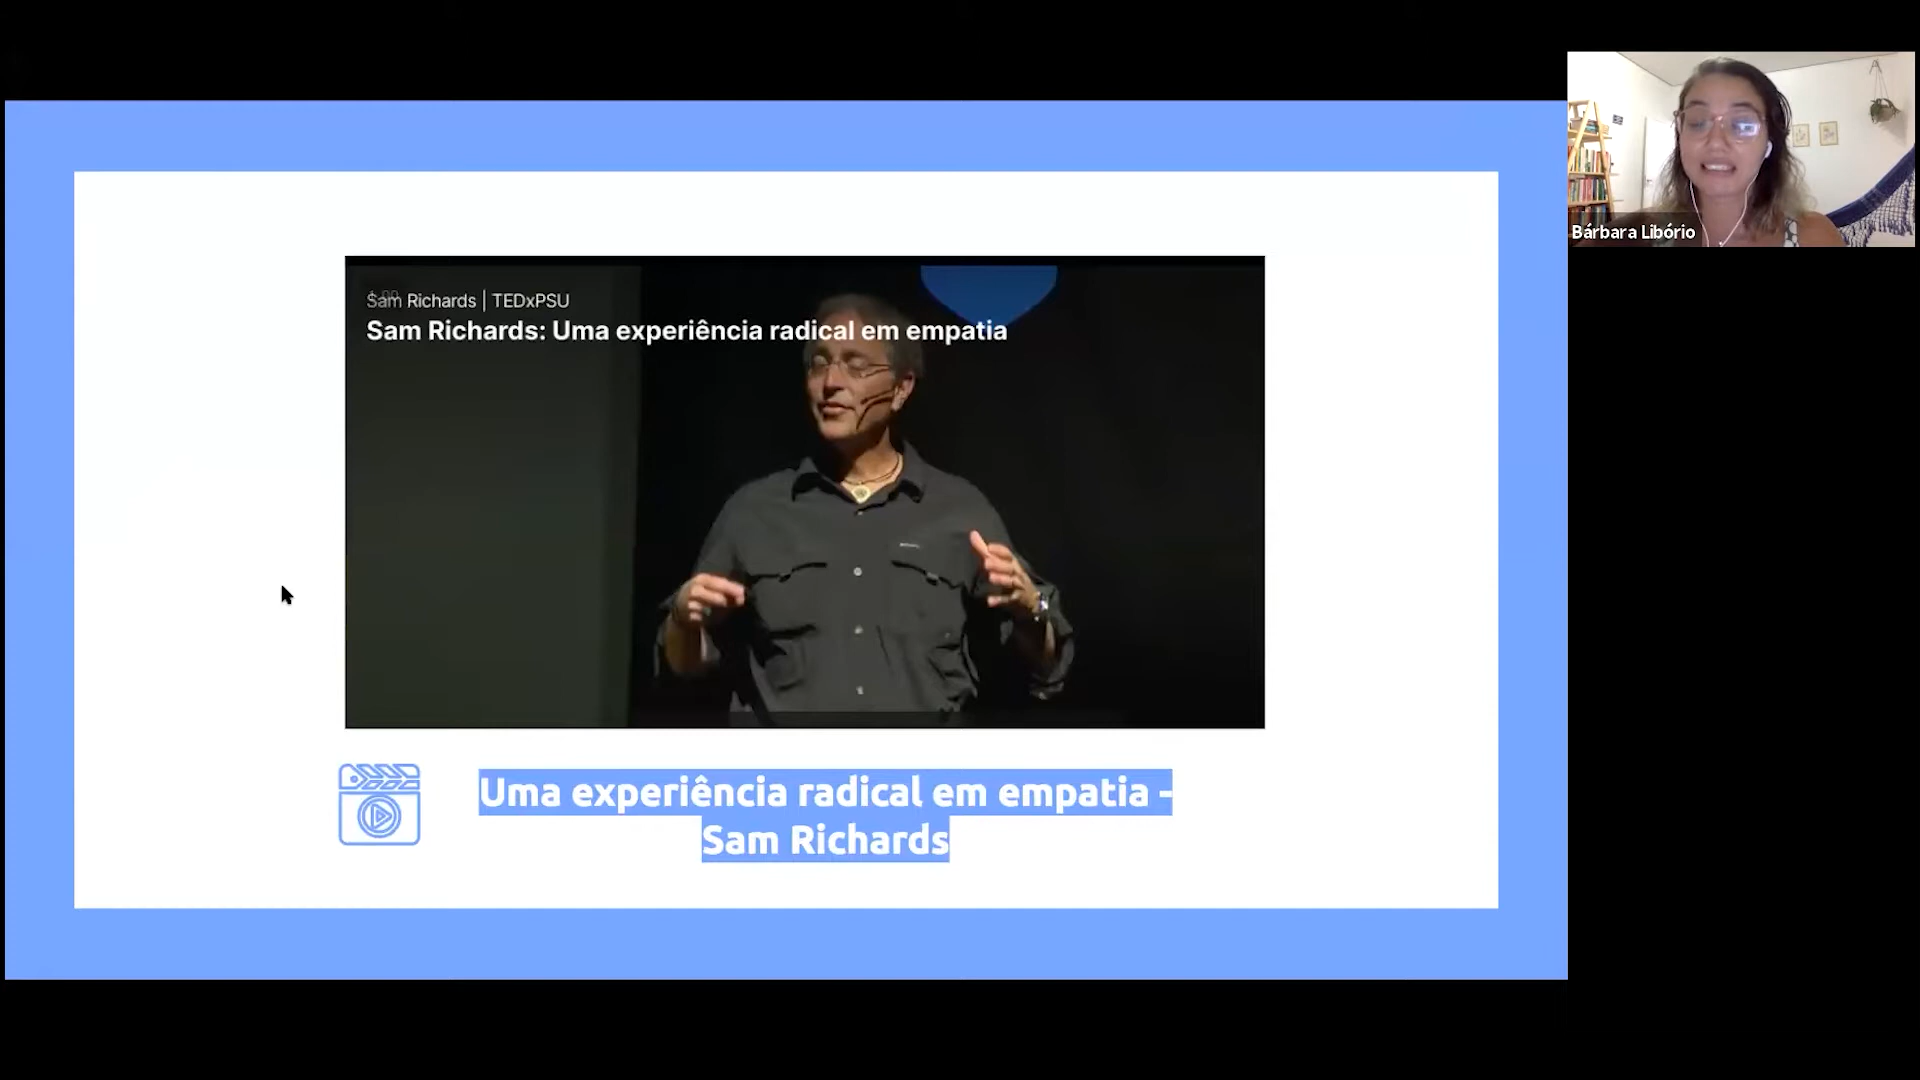 Sam Richards | TEDxPSU
Sam Richards: Uma experiência radical em empatia
Uma experiência radical em empatia -
Sam Richards
Bárbara Libório